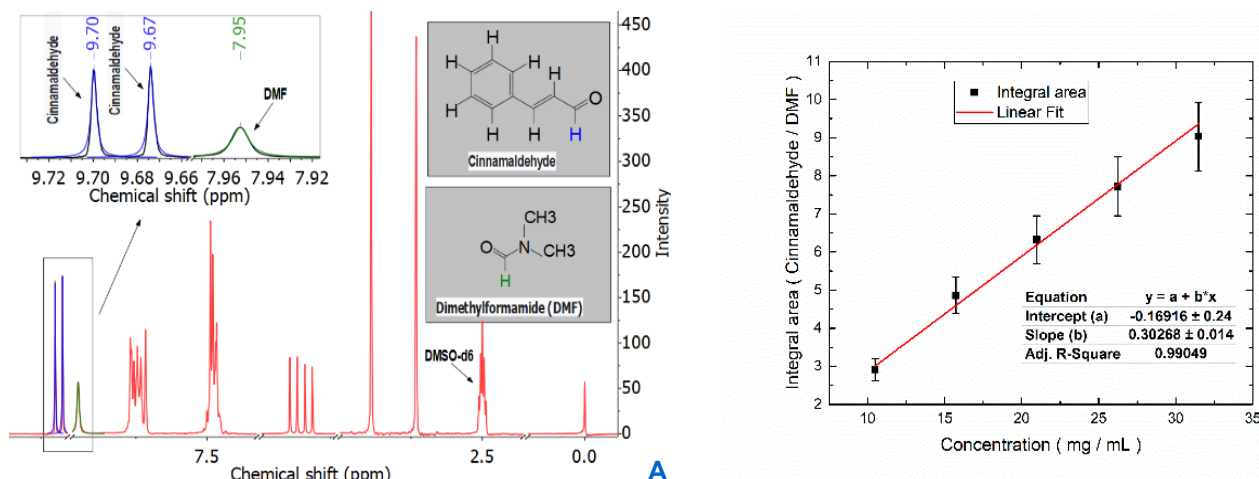 Cinnamaldehyde
9.70
Cinnamaldehyde
9.67
7.95
DMF
9.72 9.70 9.68 9.66 7.96 7.94 7.92
Chemical shift (ppm)
H
H H H
O
H
H H H
Cinnamaldehyde
CH3
O N CH3
H
Dimethylformamide (DMF)
DMSO-d6
450
400
350
300
250
200
150
100
50
0
Intensity
7.5 2.5 0.0
Chemical shift (ppm)
A
Integral area ( Cinnamaldehyde / DMF )
11
10
9
8
7
6
5
4
3
2
Integral area
Linear Fit
Equation y = a + b*x
Intercept (a) -0.16916 ± 0.24
Slope (b) 0.30268 ± 0.014
Adj. R-Square 0.99049
10 15 20 25 30 35
Concentration ( mg / mL )